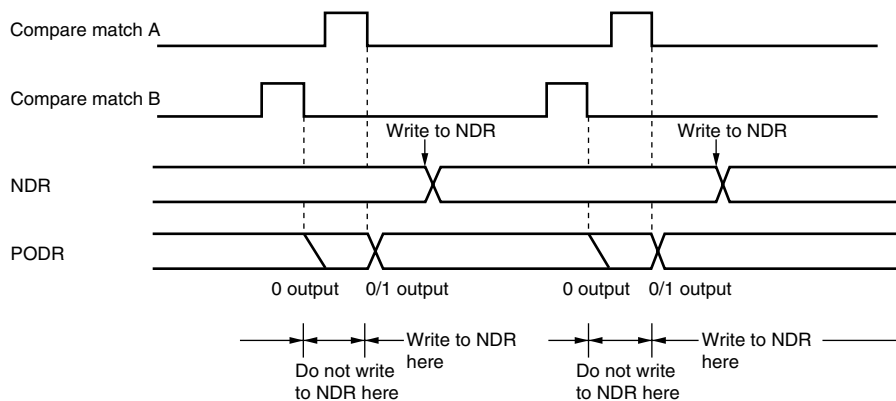 Compare match A
Compare match B
Write to NDR
Write to NDR
NDR
PODR
0 output
0/1 output
0 output
0/1 output
Write to NDR
here
Do not write
to NDR here
Write to NDR
here
Do not write
to NDR here